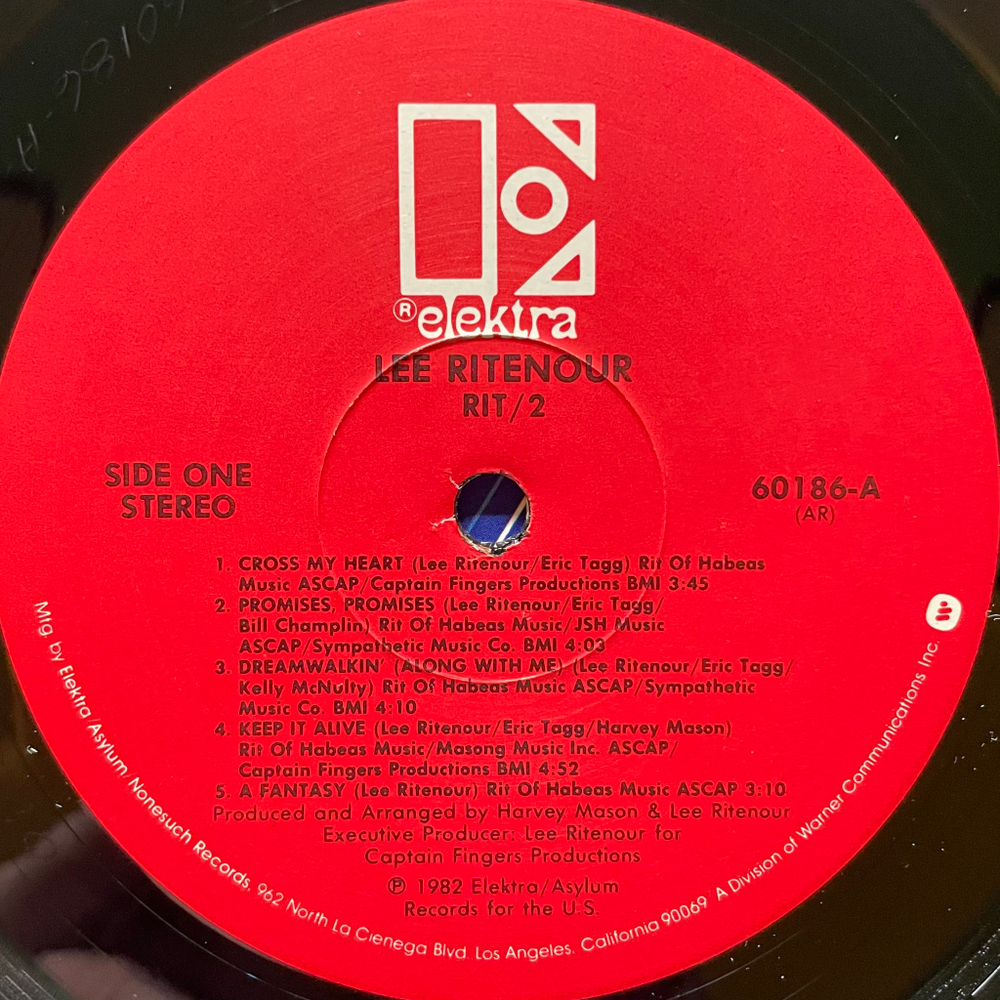 ® elektra
LEE RITENOUR
RIT/2
SIDE ONE
STEREO
60186-A
(AR)
1. CROSS MY HEART (Lee Ritenour/Eric Tagg) Rit Of Habeas
Music ASCAP/Captain Fingers Productions BMI 3:45
2. PROMISES, PROMISES (Lee Ritenour/Eric Tagg/
Bill Champlin) Rit Of Habeas Music/JSH Music
ASCAP/Sympathetic Music Co. BMI 4:03
3. DREAMWALKIN' (ALONG WITH ME) (Lee Ritenour/Eric Tagg/
Kelly McNulty) Rit Of Habeas Music ASCAP/Sympathetic
Music Co. BMI 4:10
4. KEEP IT ALIVE (Lee Ritenour/Eric Tagg/Harvey Mason)
Rit Of Habeas Music/Masong Music Inc. ASCAP/
Captain Fingers Productions BMI 4:52
5. A FANTASY (Lee Ritenour) Rit Of Habeas Music ASCAP 3:10
Produced and Arranged by Harvey Mason & Lee Ritenour
Executive Producer: Lee Ritenour for
Captain Fingers Productions
℗ 1982 Elektra/Asylum
Records for the U.S.
Mfg. by Elektra/Asylum/Nonesuch Records, 962 North La Cienega Blvd. Los Angeles, California 90069 A Division of Warner Communications Inc.